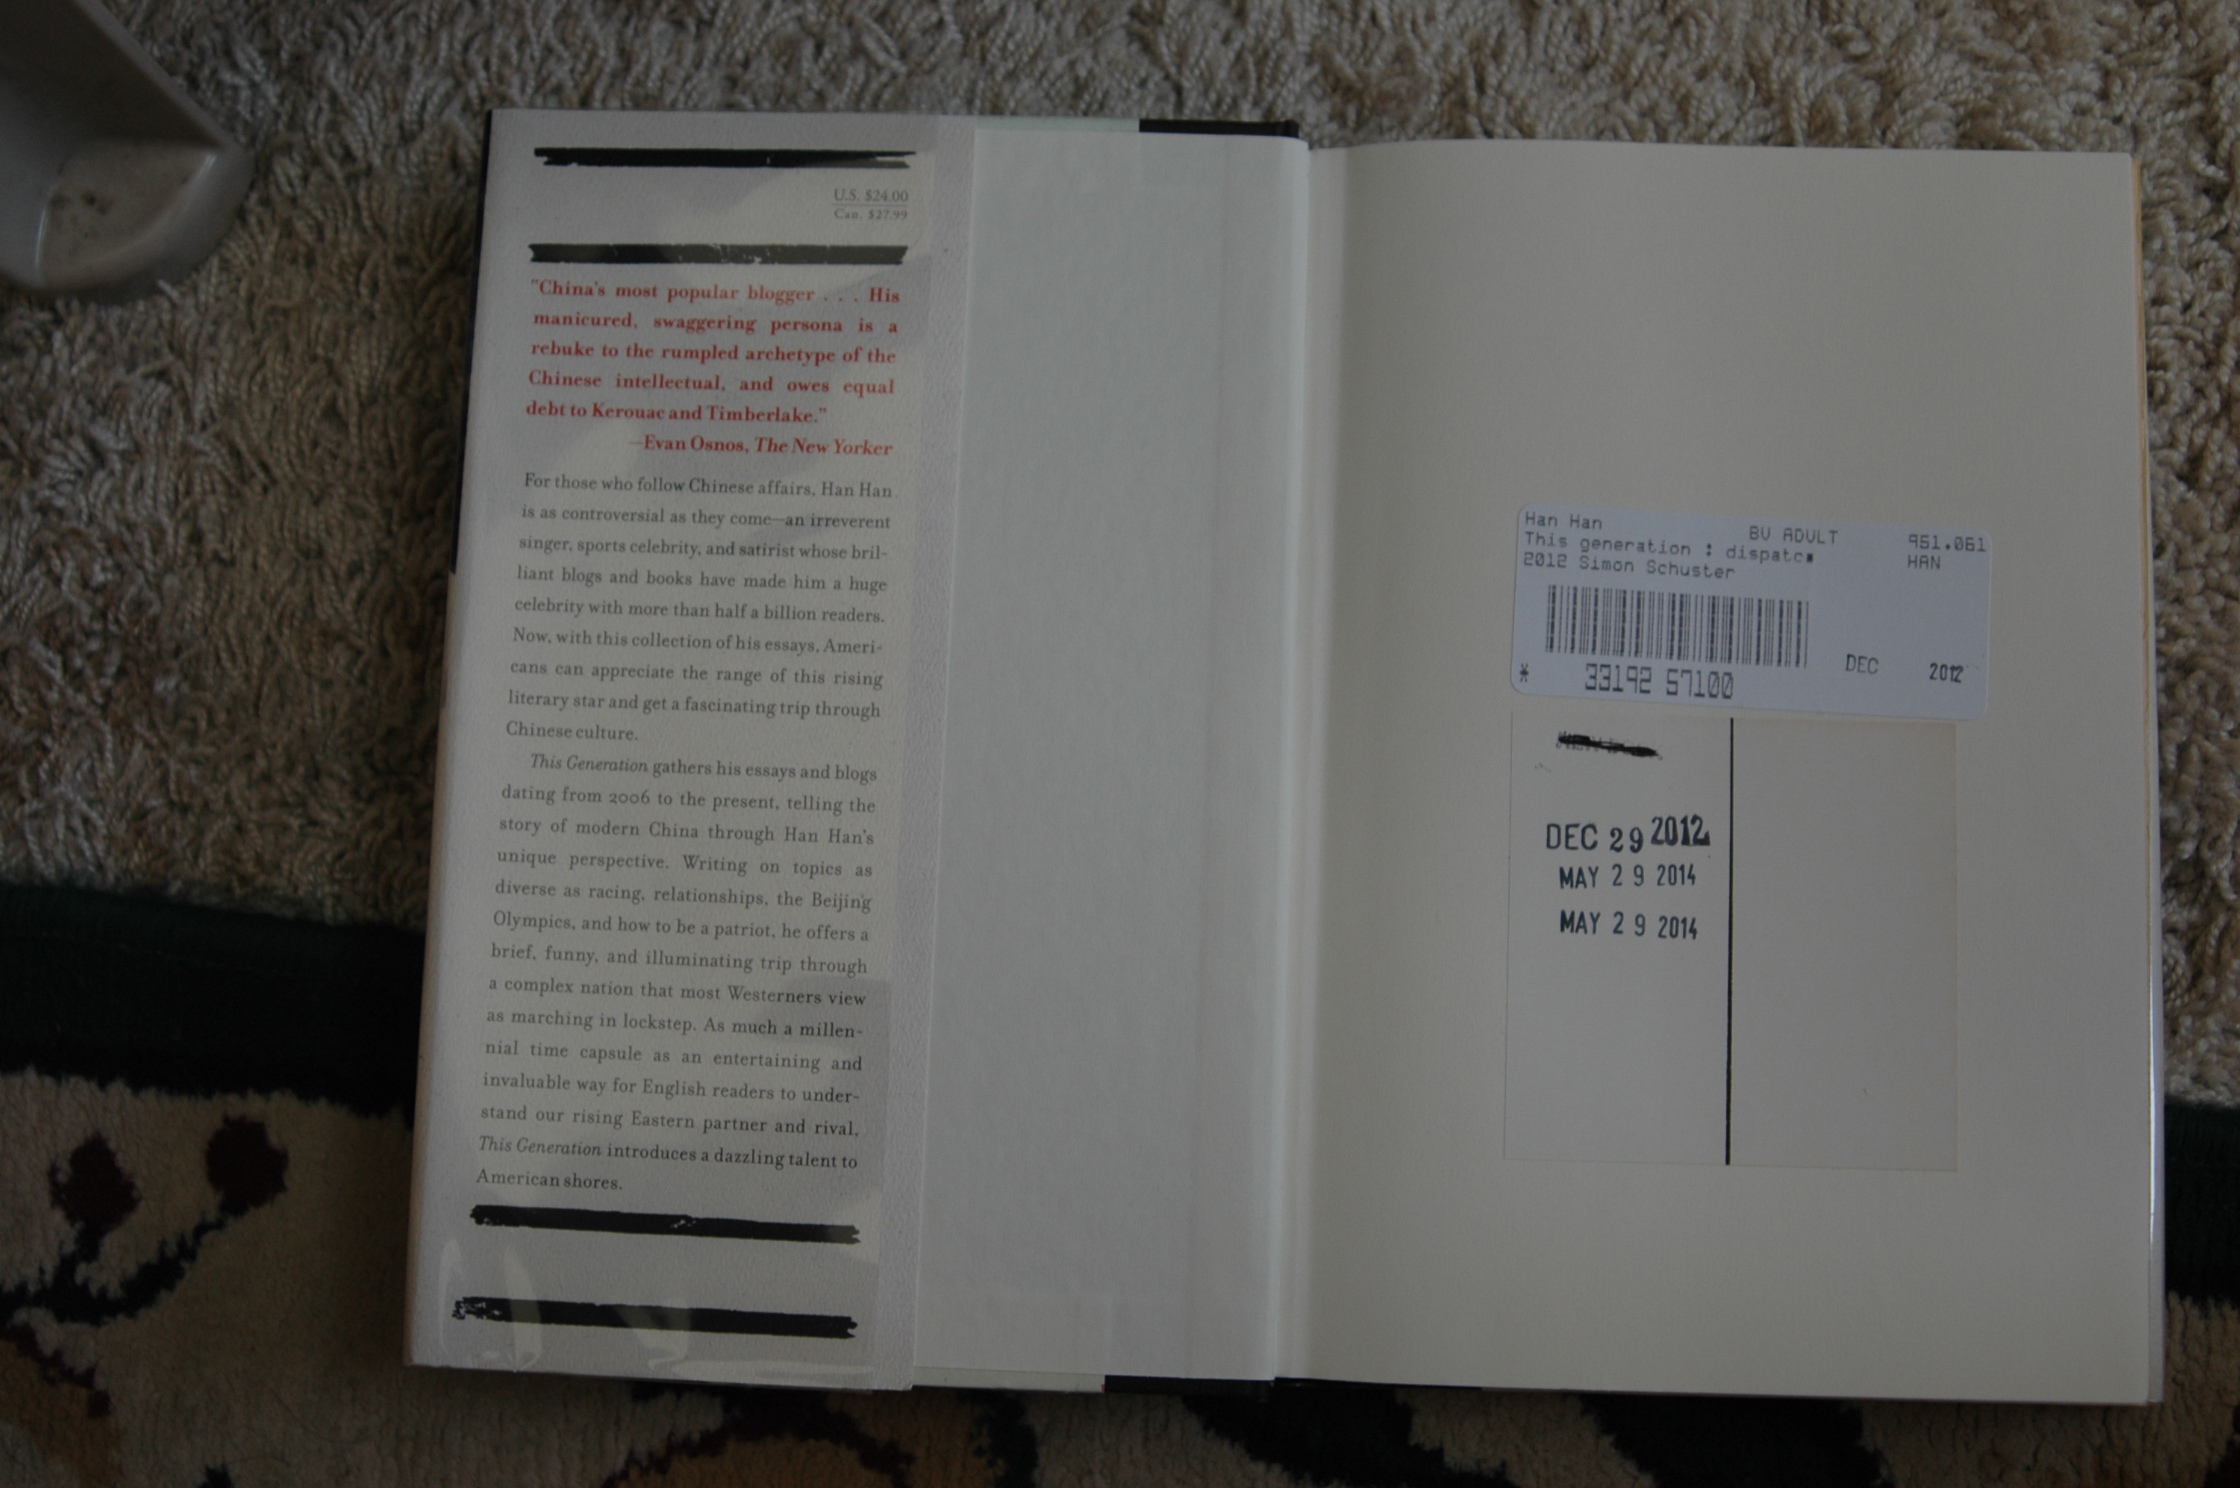 U.S. $24.00
Can. $27.99
"China's most popular blogger . . . His
manicured, swaggering persona is a
rebuke to the rumpled archetype of the
Chinese intellectual, and owes equal
debt to Kerouac and Timberlake."
—Evan Osnos, The New Yorker
For those who follow Chinese affairs, Han Han
is as controversial as they come—an irreverent
singer, sports celebrity, and satirist whose bril-
liant blogs and books have made him a huge
celebrity with more than half a billion readers.
Now, with this collection of his essays, Ameri-
cans can appreciate the range of this rising
literary star and get a fascinating trip through
Chinese culture.
This Generation gathers his essays and blogs
dating from 2006 to the present, telling the
story of modern China through Han Han's
unique perspective. Writing on topics as
diverse as racing, relationships, the Beijing
Olympics, and how to be a patriot, he offers a
brief, funny, and illuminating trip through
a complex nation that most Westerners view
as marching in lockstep. As much a millen-
nial time capsule as an entertaining and
invaluable way for English readers to under-
stand our rising Eastern partner and rival,
This Generation introduces a dazzling talent to
American shores.
Han Han BV ADULT 951.061
This generation : dispatc HAN
2012 Simon Schuster
DEC 2012
* 33192 57100
DEC 29 2012
MAY 29 2014
MAY 29 2014